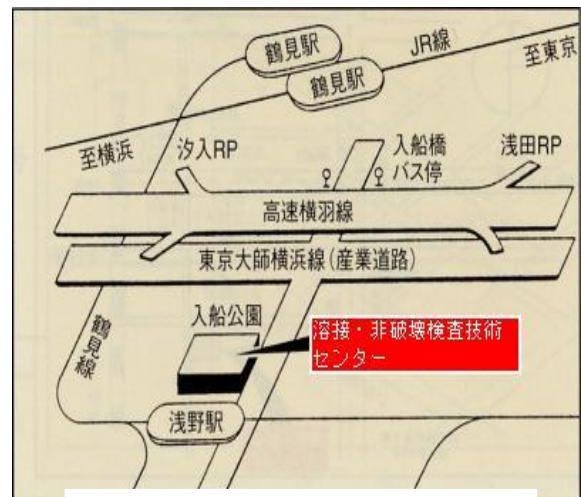 鶴見駅
JR線
至東京
鶴見駅
至横浜
汐入RP
入船橋
バス停
浅田RP
高速横羽線
東京大師横浜線(産業道路)
鶴見線
入船公園
溶接・非破壊検査技術
センター
浅野駅